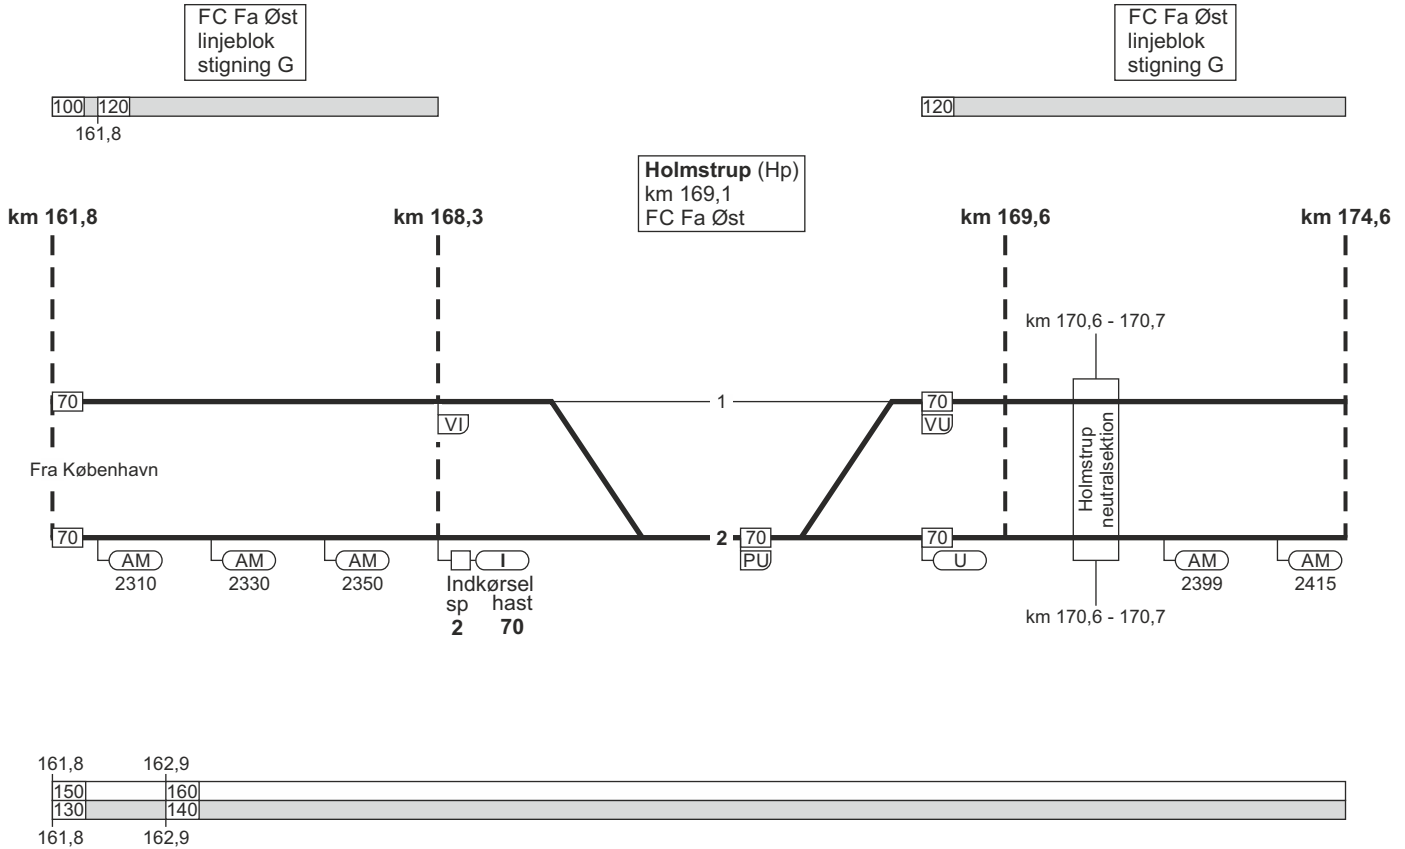 FC Fa Øst
linjeblok
stigning G
FC Fa Øst
linjeblok
stigning G
100 120
161,8
120
Holmstrup (Hp)
km 169,1
FC Fa Øst
km 161,8
km 168,3
km 169,6
km 174,6
km 170,6 - 170,7
70
1
70
VI
VU
Holmstrup
neutralsektion
Fra København
70
2
70
70
AM
2310
AM
2330
AM
2350
I
Indkørsel
sp hast
2 70
PU
U
AM
2399
AM
2415
km 170,6 - 170,7
161,8 162,9
150 160
130 140
161,8 162,9